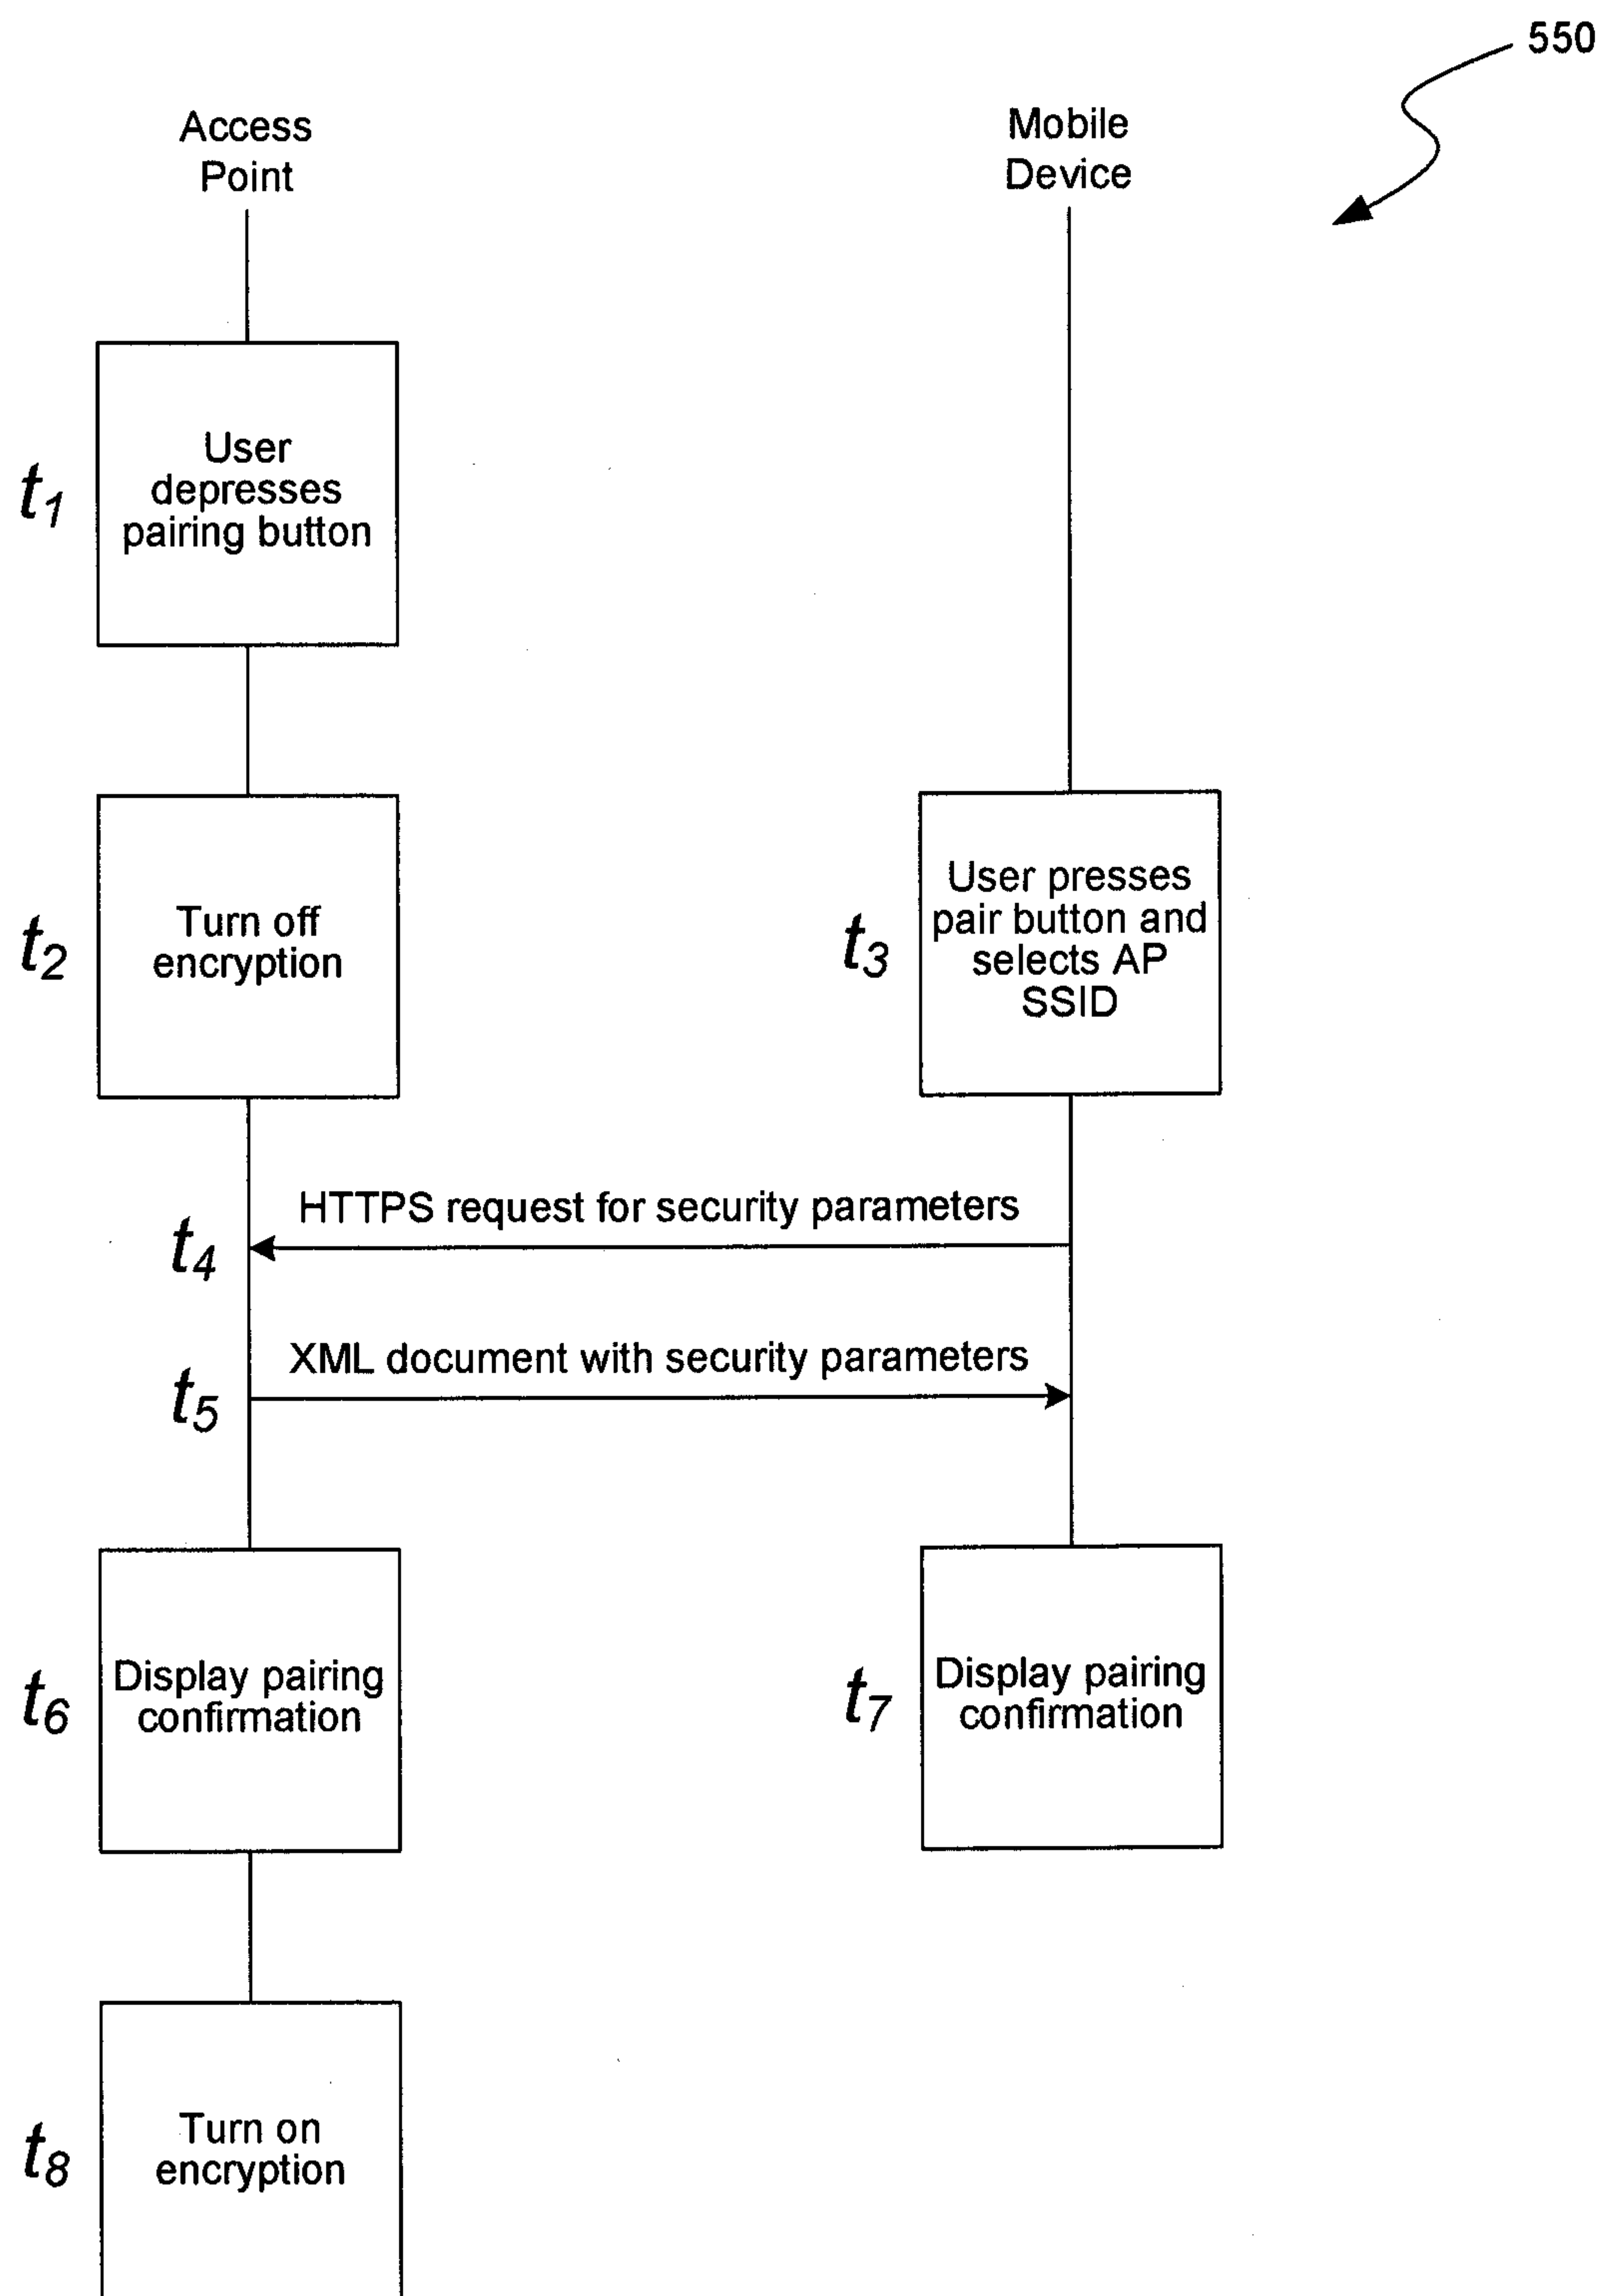 550
Access
Point
Mobile
Device
User
depresses
pairing button
t1
Turn off
encryption
t2
User presses
pair button and
selects AP
SSID
t3
HTTPS request for security parameters
t4
XML document with security parameters
t5
Display pairing
confirmation
t6
Display pairing
confirmation
t7
Turn on
encryption
t8